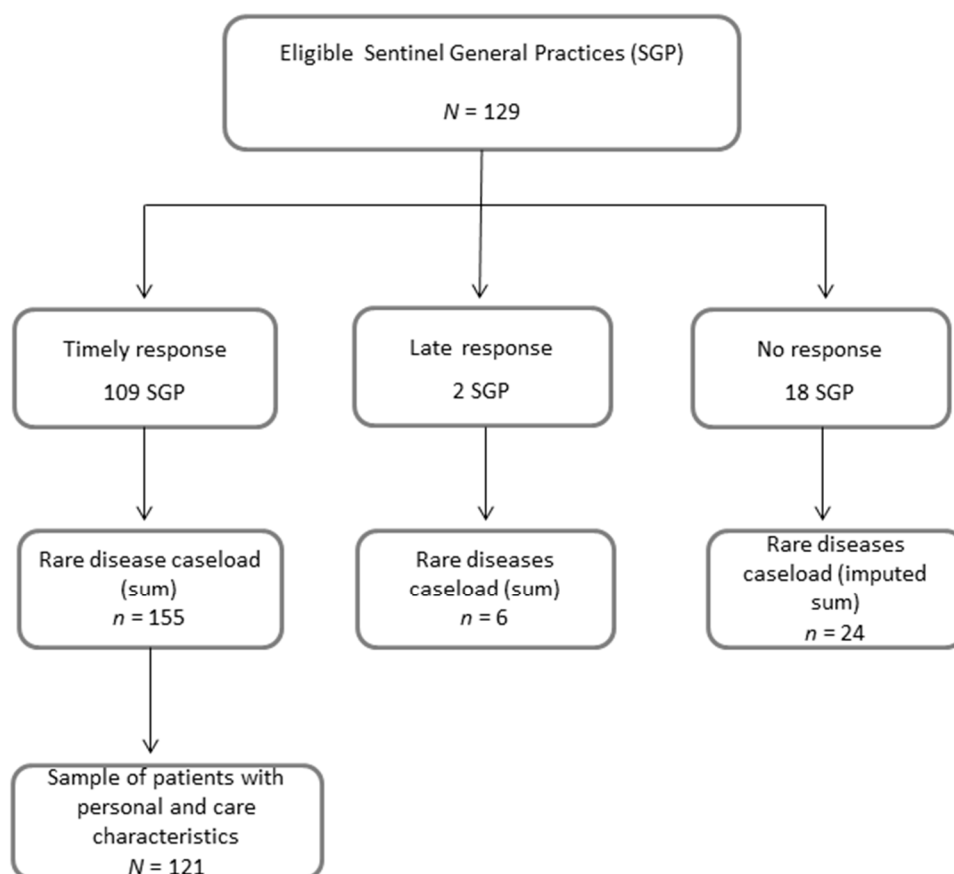 Eligible Sentinel General Practices (SGP)
N = 129
Timely response
109 SGP
Late response
2 SGP
No response
18 SGP
Rare disease caseload
(sum)
n = 155
Rare diseases
caseload (sum)
n = 6
Rare diseases
caseload (imputed
sum)
n = 24
Sample of patients with
personal and care
characteristics
N = 121